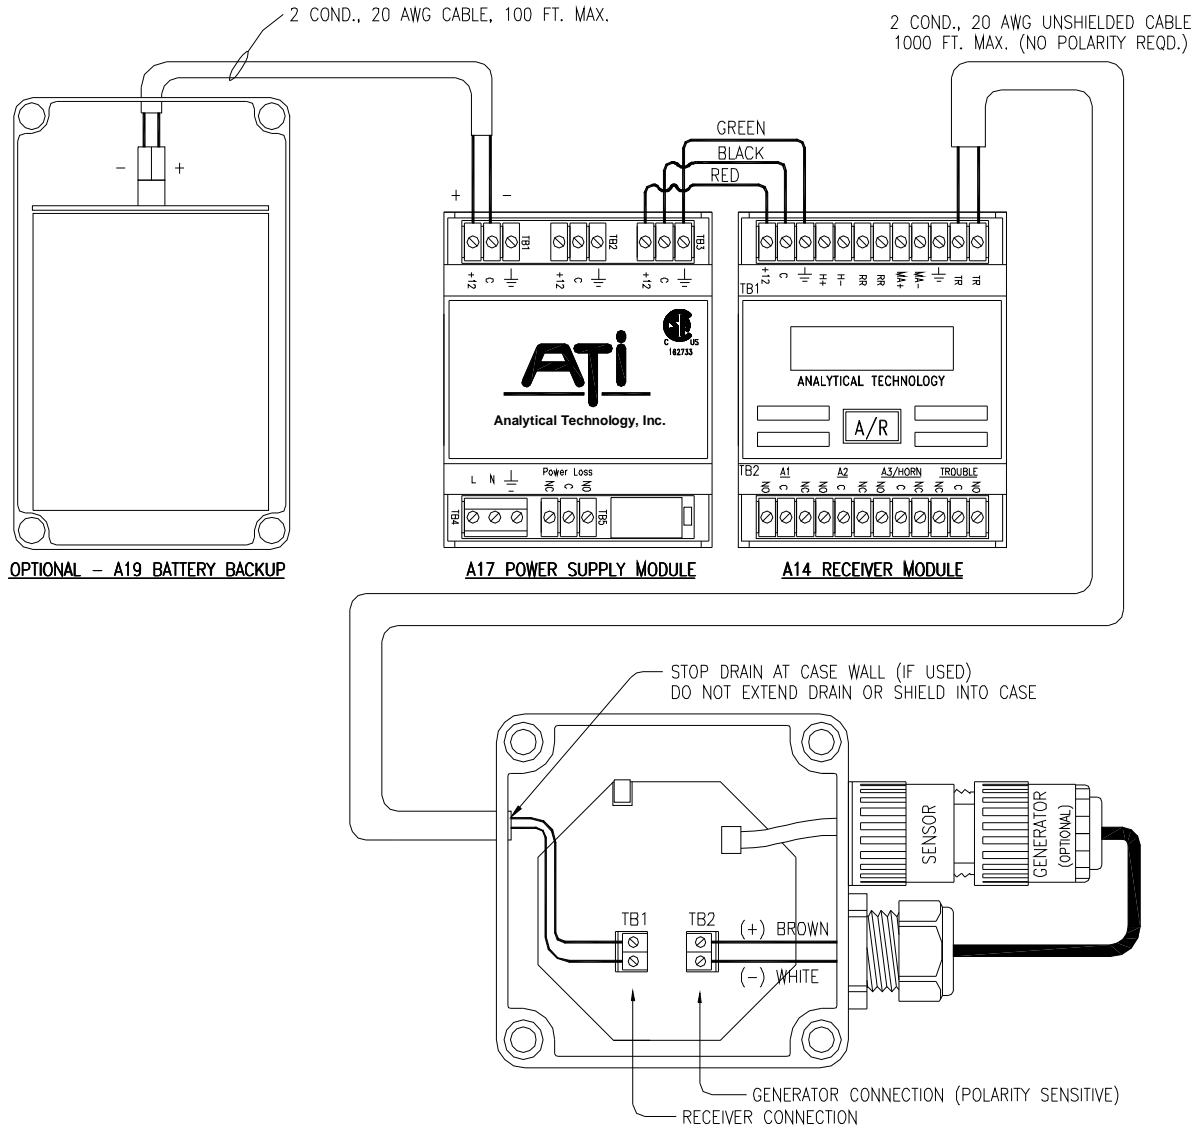 2 COND., 20 AWG CABLE, 100 FT. MAX.
2 COND., 20 AWG UNSHIELDED CABLE
1000 FT. MAX. (NO POLARITY REQD.)
GREEN
BLACK
RED
- +
+ -
TB1 TB2 TB3
+12 C +12 C +12 C
+12 C H+ H- RR RR MA+ MA- TR TR
TB1
ATi
Analytical Technology, Inc.
C US
162733
ANALYTICAL TECHNOLOGY
A/R
L N
Power Loss
NC C NO
TB4 TB5
TB2 A1 A2 A3/HORN TROUBLE
NO C NC NO C NC NO C NC NC C NO
OPTIONAL - A19 BATTERY BACKUP
A17 POWER SUPPLY MODULE
A14 RECEIVER MODULE
STOP DRAIN AT CASE WALL (IF USED)
DO NOT EXTEND DRAIN OR SHIELD INTO CASE
SENSOR
GENERATOR
(OPTIONAL)
TB1 TB2
(+) BROWN
(-) WHITE
GENERATOR CONNECTION (POLARITY SENSITIVE)
RECEIVER CONNECTION